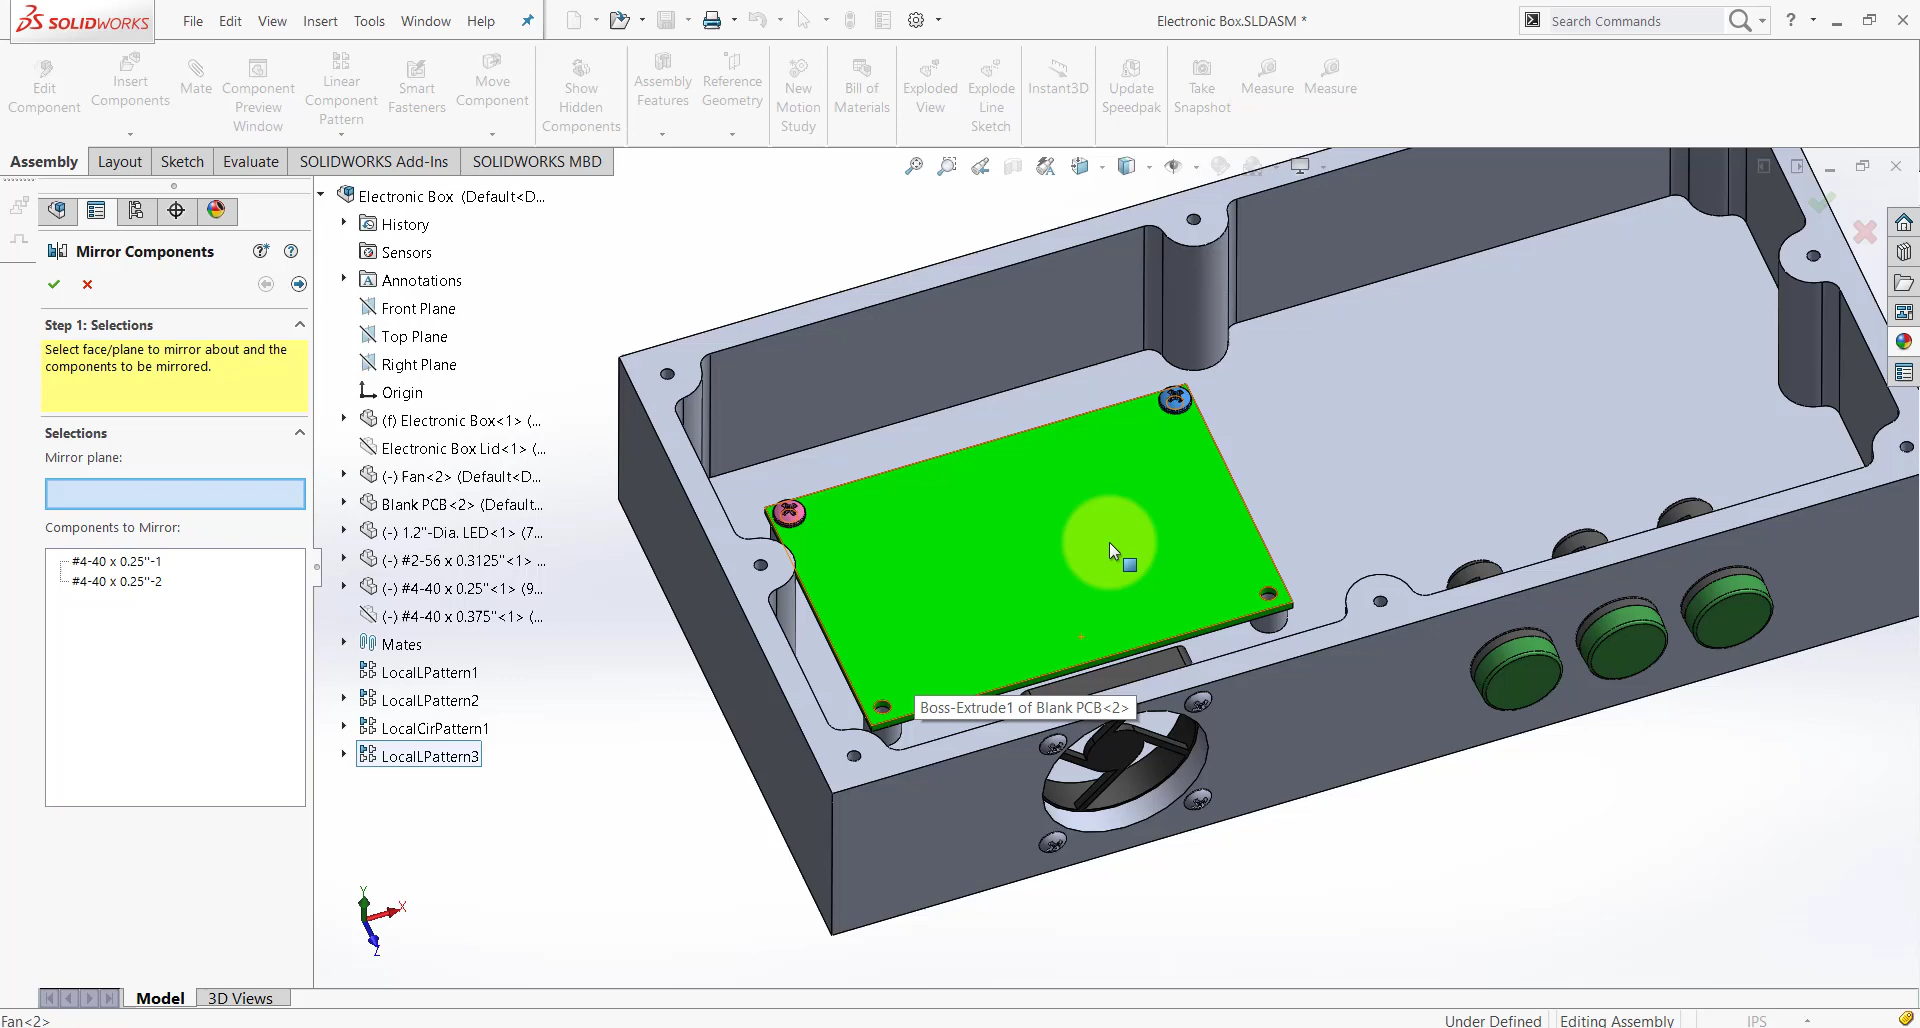 SOLIDWORKS
File Edit View Insert Tools Window Help
Electronic Box.SLDASM *
Search Commands
?
Edit Component
Insert Components
Mate
Component Preview Window
Linear Component Pattern
Smart Fasteners
Move Component
Show Hidden Components
Assembly Features
Reference Geometry
New Motion Study
Bill of Materials
Exploded View
Explode Line Sketch
Instant3D
Update Speedpak
Take Snapshot
Measure
Measure
Assembly Layout Sketch Evaluate SOLIDWORKS Add-Ins SOLIDWORKS MBD
Mirror Components
Step 1: Selections
Select face/plane to mirror about and the
components to be mirrored.
Selections
Mirror plane:
Components to Mirror:
#4-40 x 0.25"-1
#4-40 x 0.25"-2
Electronic Box (Default<D...
History
Sensors
Annotations
Front Plane
Top Plane
Right Plane
Origin
(f) Electronic Box<1> (...
Electronic Box Lid<1> (...
(-) Fan<2> (Default<D...
Blank PCB<2> (Default...
(-) 1.2"-Dia. LED<1> (7...
(-) #2-56 x 0.3125"<1> ...
(-) #4-40 x 0.25"<1> (9...
(-) #4-40 x 0.375"<1> (...
Mates
LocalLPattern1
LocalLPattern2
LocalCirPattern1
LocalLPattern3
Boss-Extrude1 of Blank PCB<2>
Y
X
Z
Model 3D Views
Fan<2>
Under Defined Editing Assembly IPS